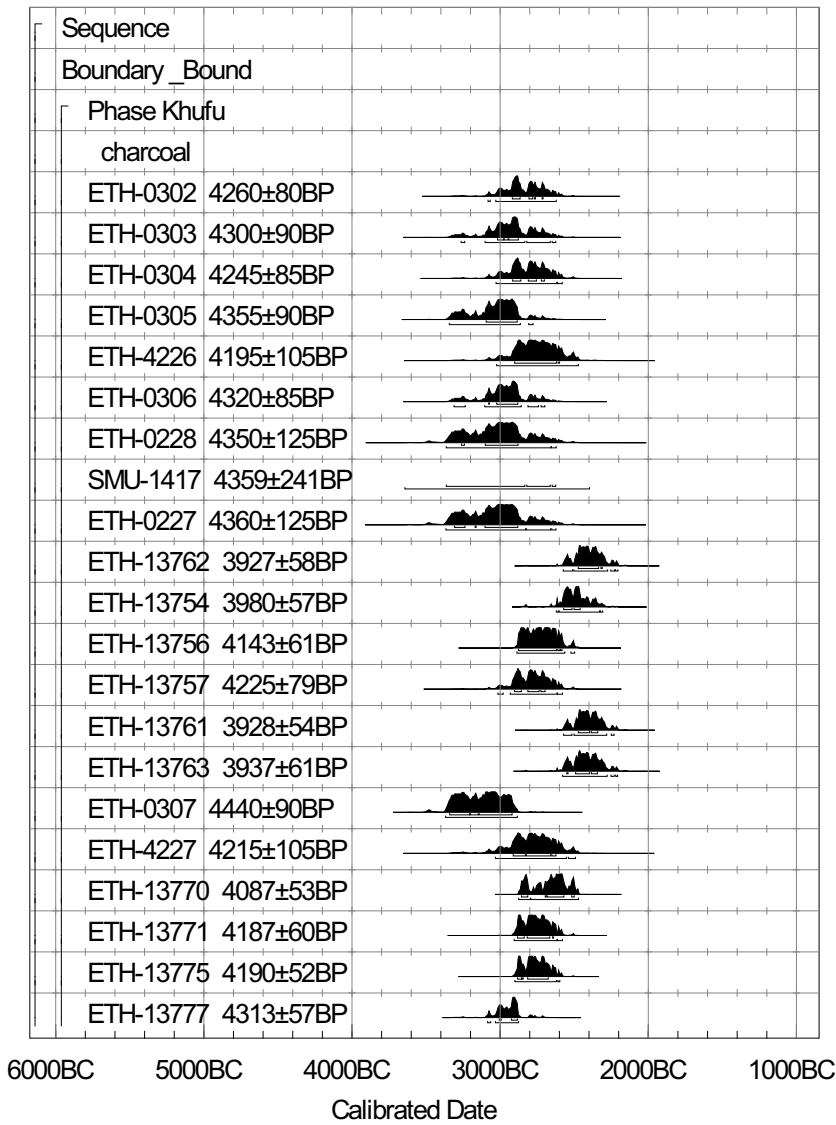 Sequence
Boundary _Bound
Phase Khufu
charcoal
ETH-0302 4260±80BP
ETH-0303 4300±90BP
ETH-0304 4245±85BP
ETH-0305 4355±90BP
ETH-4226 4195±105BP
ETH-0306 4320±85BP
ETH-0228 4350±125BP
SMU-1417 4359±241BP
ETH-0227 4360±125BP
ETH-13762 3927±58BP
ETH-13754 3980±57BP
ETH-13756 4143±61BP
ETH-13757 4225±79BP
ETH-13761 3928±54BP
ETH-13763 3937±61BP
ETH-0307 4440±90BP
ETH-4227 4215±105BP
ETH-13770 4087±53BP
ETH-13771 4187±60BP
ETH-13775 4190±52BP
ETH-13777 4313±57BP
6000BC 5000BC 4000BC 3000BC 2000BC 1000BC
Calibrated Date